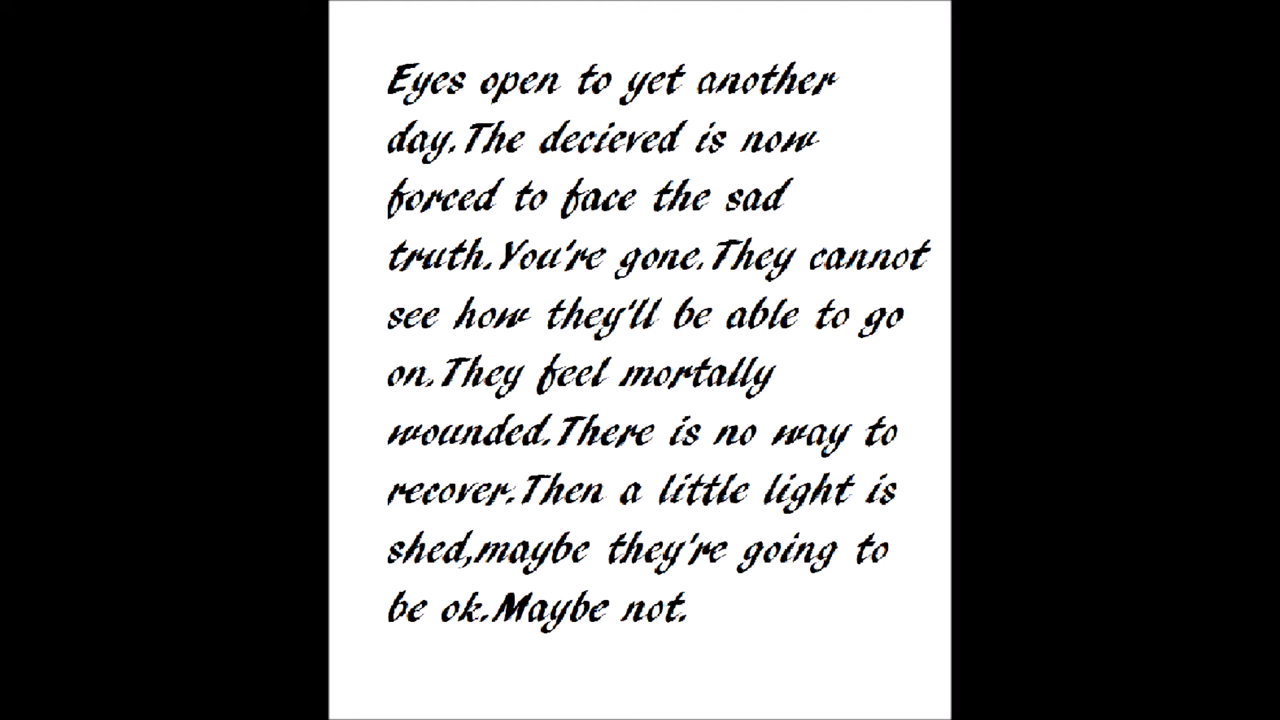 Eyes open to yet another
day.The decieved is now
forced to face the sad
truth.You're gone.They cannot
see how they'll be able to go
on.They feel mortally
wounded.There is no way to
recover.Then a little light is
shed,maybe they're going to
be ok.Maybe not.